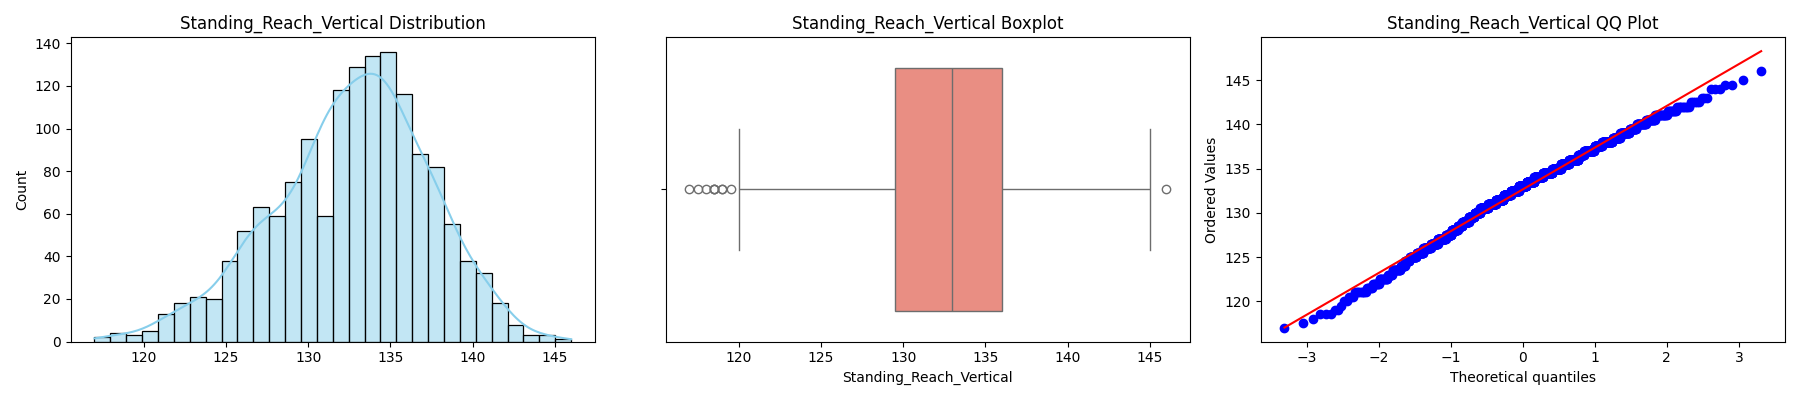 Standing_Reach_Vertical Distribution
Count
140
120
100
80
60
40
20
0
120 125 130 135 140 145
Standing_Reach_Vertical Boxplot
120 125 130 135 140 145
Standing_Reach_Vertical
Standing_Reach_Vertical QQ Plot
Ordered Values
145
140
135
130
125
120
−3 −2 −1 0 1 2 3
Theoretical quantiles